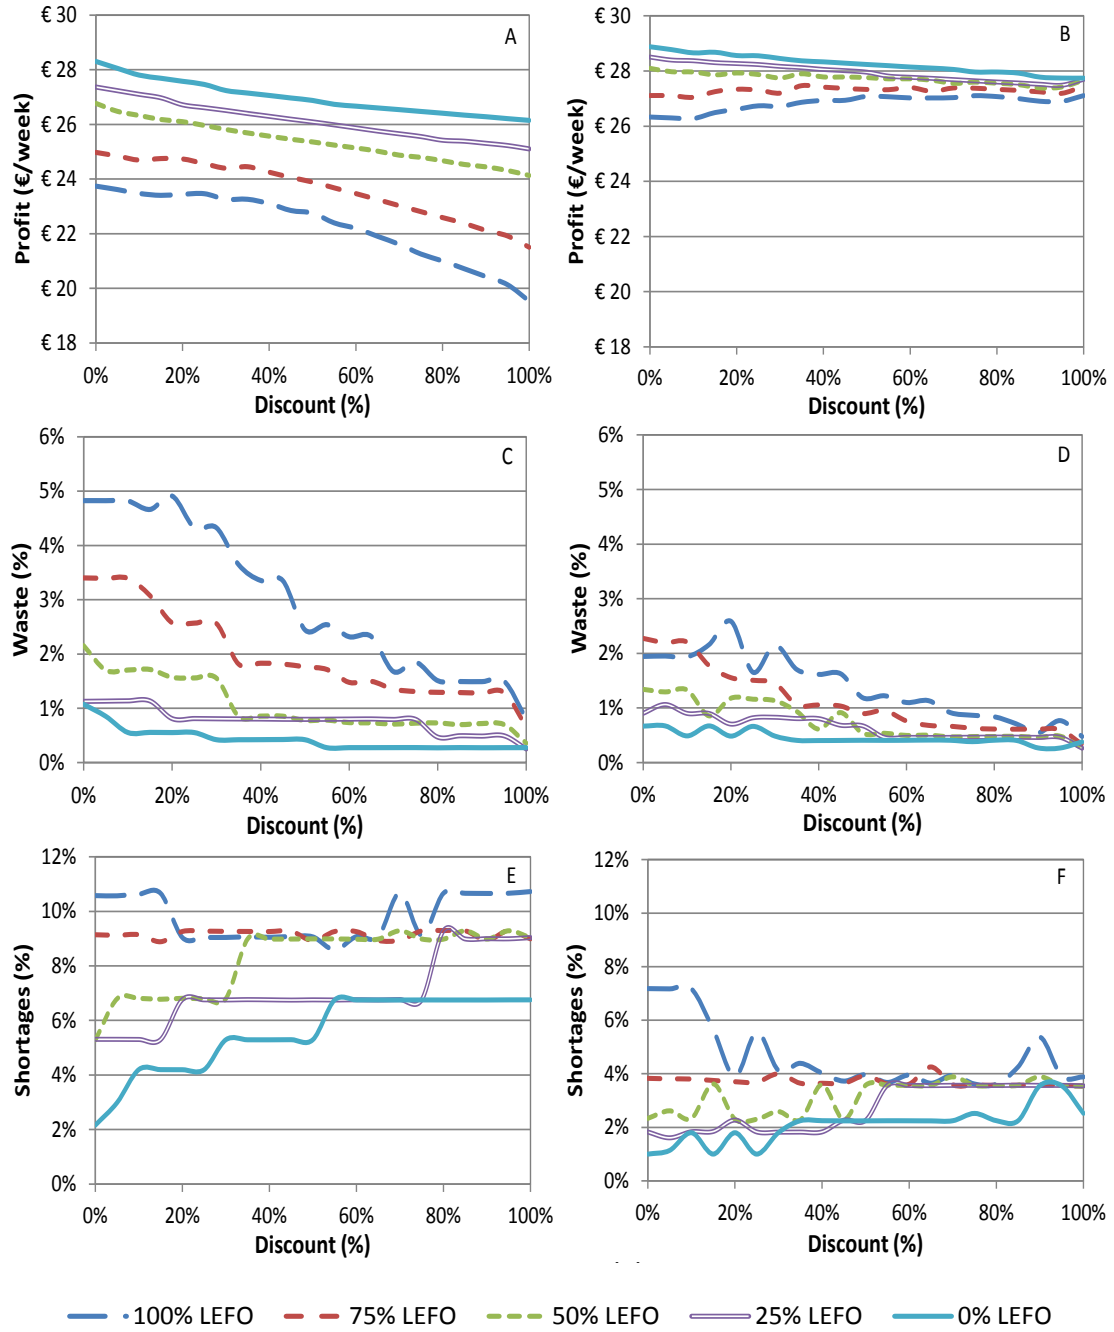 A
Profit (€/week)
€ 30
€ 28
€ 26
€ 24
€ 22
€ 20
€ 18
0% 20% 40% 60% 80% 100%
Discount (%)
B
Profit (€/week)
€ 30
€ 28
€ 26
€ 24
€ 22
€ 20
€ 18
0% 20% 40% 60% 80% 100%
Discount (%)
C
Waste (%)
6%
5%
4%
3%
2%
1%
0%
0% 20% 40% 60% 80% 100%
Discount (%)
D
Waste (%)
6%
5%
4%
3%
2%
1%
0%
0% 20% 40% 60% 80% 100%
Discount (%)
E
Shortages (%)
12%
10%
8%
6%
4%
2%
0%
0% 20% 40% 60% 80% 100%
Discount (%)
F
Shortages (%)
12%
10%
8%
6%
4%
2%
0%
0% 20% 40% 60% 80% 100%
Discount (%)
100% LEFO 75% LEFO 50% LEFO 25% LEFO 0% LEFO